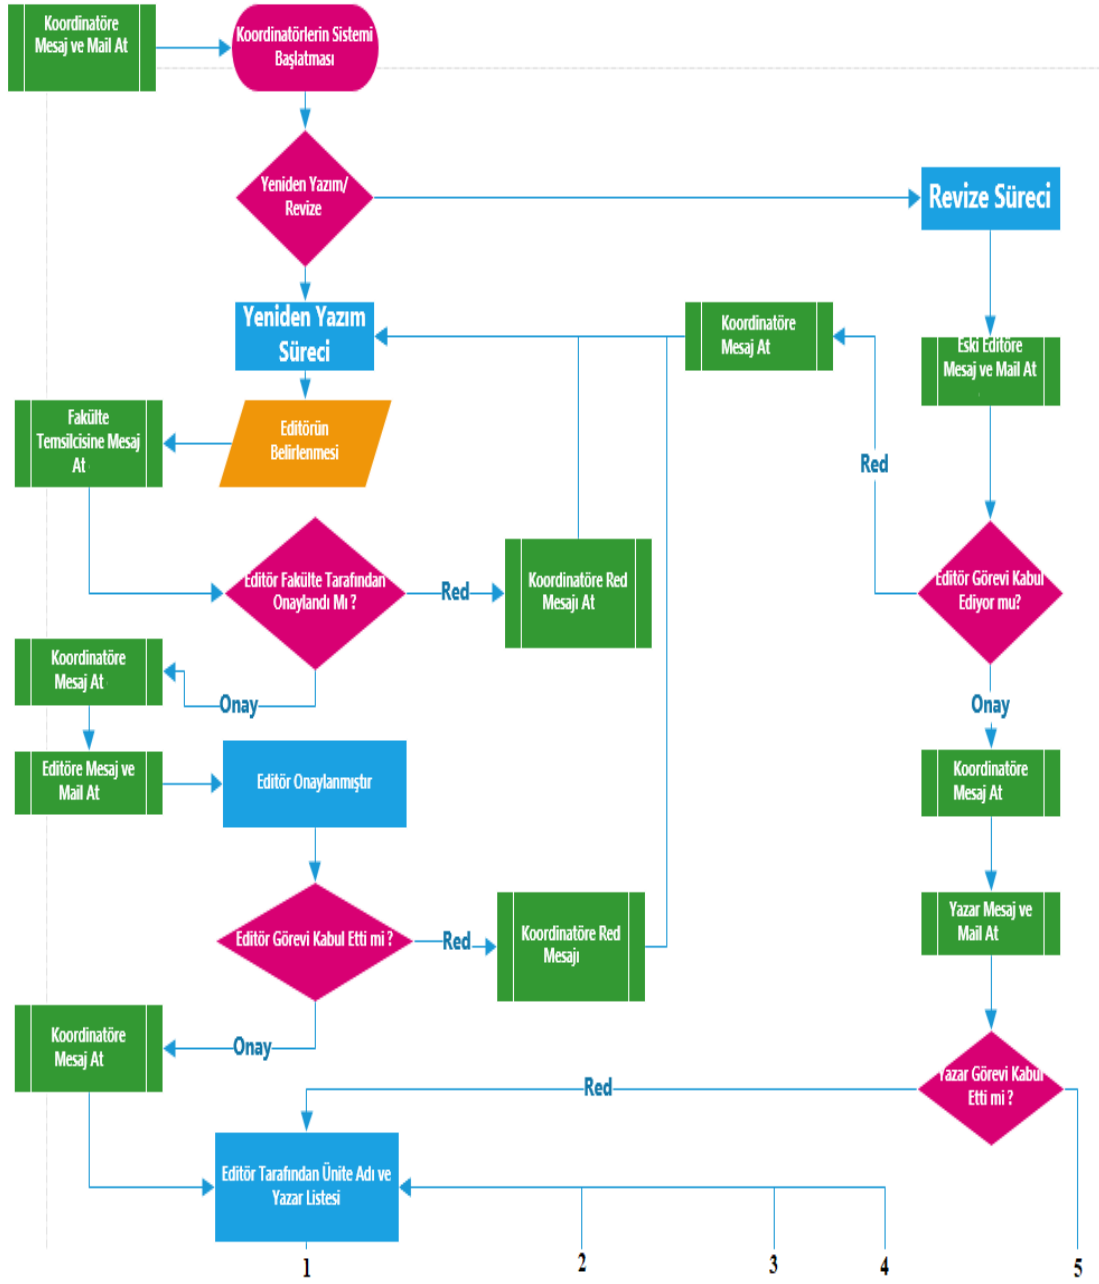 Koordinatöre
Mesaj ve Mail At
Koordinatörlerin Sistemi
Başlatması
Yeniden Yazım/
Revize
Revize Süreci
Yeniden Yazım
Süreci
Koordinatöre
Mesaj At
Eski Editöre
Mesaj ve Mail At
Editörün
Belirlenmesi
Fakülte
Temsilcisine Mesaj
At
Red
Editör Fakülte Tarafından
Onaylandı Mı ?
Red
Koordinatöre Red
Mesajı At
Editör Görevi Kabul
Ediyor mu?
Koordinatöre
Mesaj At
Onay
Onay
Editöre Mesaj ve
Mail At
Editör Onaylanmıştır
Koordinatöre
Mesaj At
Editör Görevi Kabul Etti mi ?
Red
Koordinatöre Red
Mesajı
Yazar Mesaj ve
Mail At
Koordinatöre
Mesaj At
Onay
Red
Yazar Görevi Kabul
Etti mi ?
Editör Tarafından Ünite Adı ve
Yazar Listesi
1
2
3
4
5